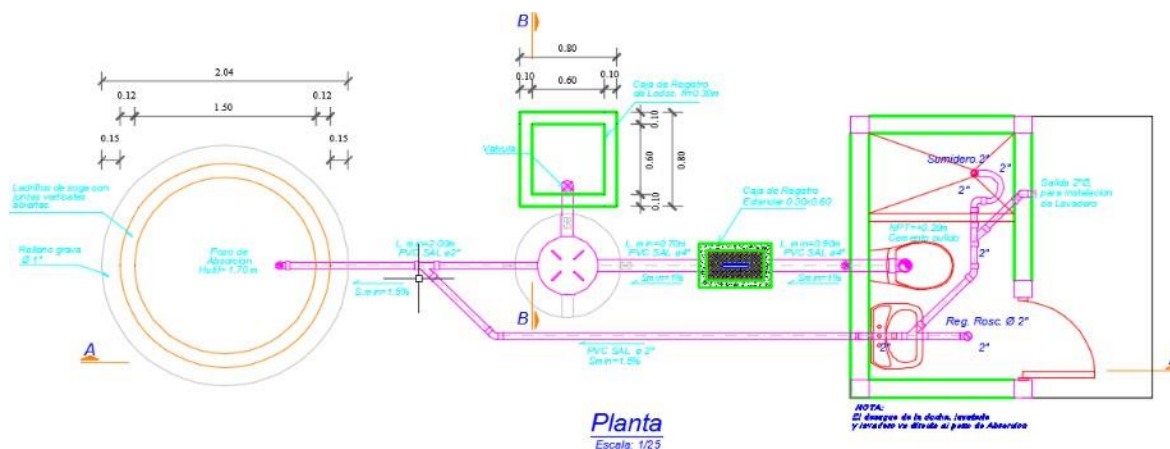 B
0.80
0.10
0.60
0.10
Caja de Registro
de Lodos, H=0.30m
0.10
0.60
0.80
0.10
Valvula
2.04
0.12
0.12
1.50
0.15
0.15
Ladrillos de soga con
juntas verticales
abiertas
Relleno grava
Ø 1"
Pozo de
Absorcion
Hutil= 1.70 m
A
L. min=2.00m
PVC SAL ø2"
Smin=1.5%
B
L. min=0.70m
PVC SAL ø4"
Smin=1%
Caja de Registro
Estandar 0.30x0.60
L. min=0.90m
PVC SAL ø4"
Smin=1%
PVC SAL ø 2"
Smin=1.5%
Sumidero 2"
2"
2"
2"
Salida 2"Ø,
para Instalacion
de Lavadero
NPT=+0.20m
Cemento pulido
2"
Reg. Rosc. Ø 2"
2"
2"
NOTA:
El desague de la ducha, lavatorio
y lavadero va directo al pozo de Absorcion
Planta
Escala: 1/25